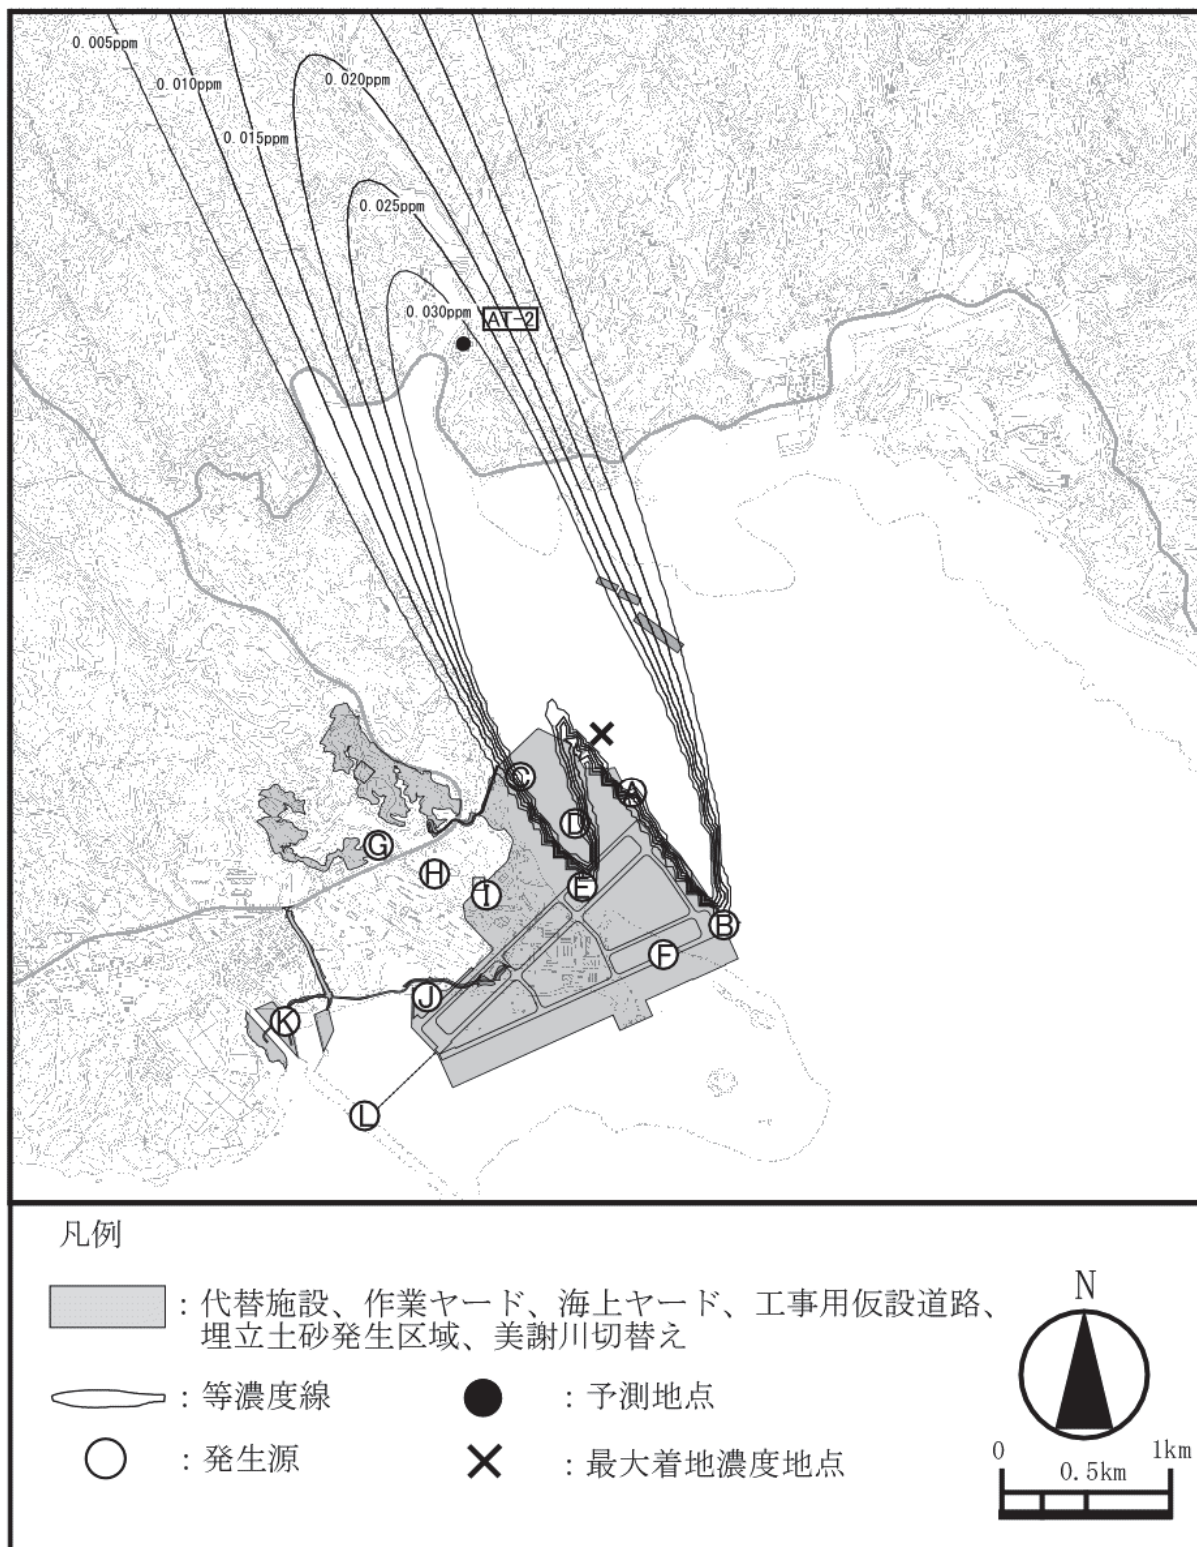 0.005ppm
0.010ppm
0.020ppm
0.015ppm
0.025ppm
0.030ppm
AT-2
C
A
D
G
H
E
I
B
F
J
K
L
凡例
: 代替施設、作業ヤード、海上ヤード、工事用仮設道路、
埋立土砂発生区域、美謝川切替え
: 等濃度線
: 予測地点
: 発生源
: 最大着地濃度地点
N
0
1km
0.5km